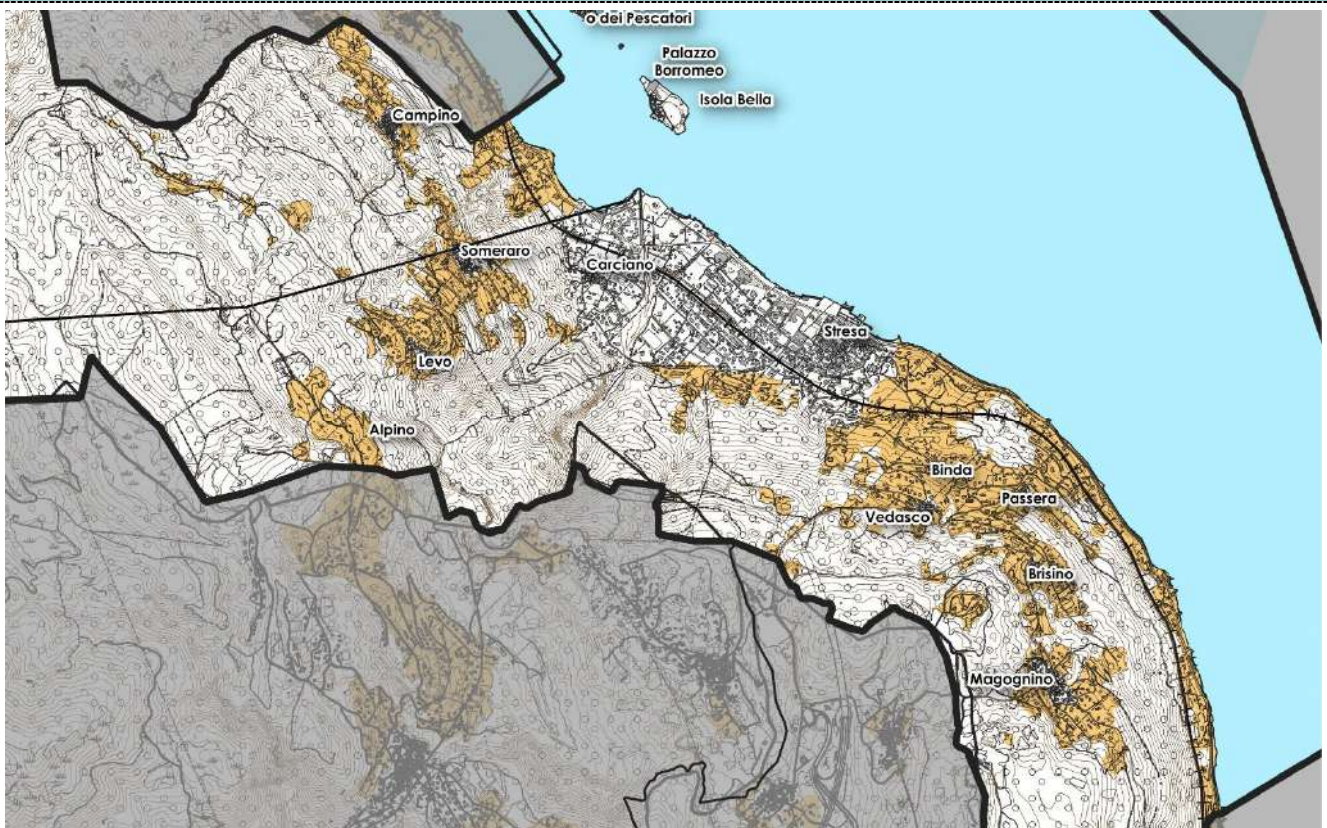 o dei Pescatori
Palazzo
Borromeo
Isola Bella
Campino
Someraro
Carciano
Stresa
Levo
Alpino
Binda
Passera
Vedasco
Brisino
Magognino